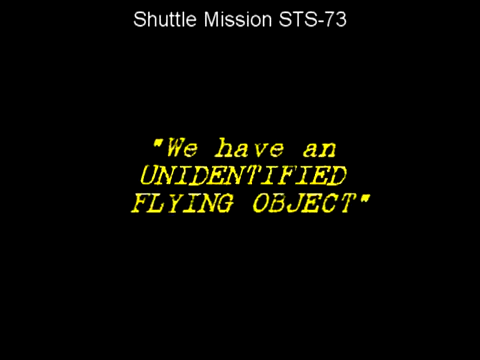 Shuttle Mission STS-73
"We have an
UNIDENTIFIED
FLYING OBJECT"